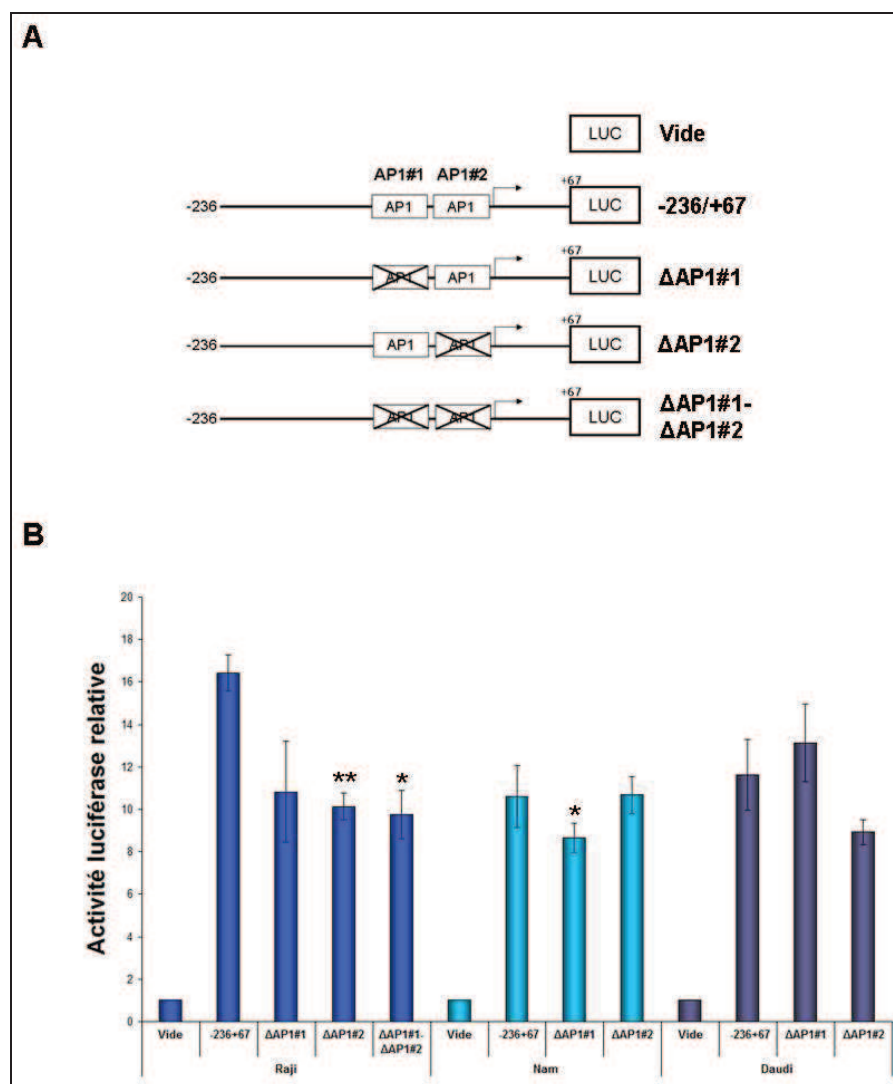 A
LUC Vide
AP1#1 AP1#2
+67
-236 AP1 AP1 LUC -236/+67
+67
-236 AP1 AP1 LUC ΔAP1#1
+67
-236 AP1 AP1 LUC ΔAP1#2
+67
-236 AP1 AP1 LUC ΔAP1#1-
ΔAP1#2
B
Activité luciférase relative
20
18
16
14
12
10
8
6
4
2
0
** * *
Vide -236+67 ΔAP1#1 ΔAP1#2 ΔAP1#1- Vide -236+67 ΔAP1#1 ΔAP1#2 Vide -236+67 ΔAP1#1 ΔAP1#2
ΔAP1#2
Raji Nam Daudi